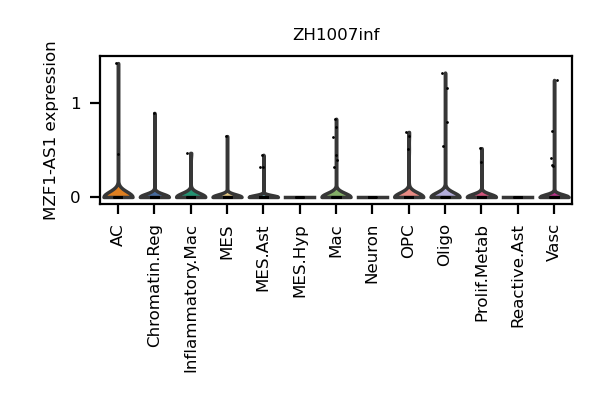 ZH1007inf
MZF1-AS1 expression
1
0
AC
Chromatin.Reg
Inflammatory.Mac
MES
MES.Ast
MES.Hyp
Mac
Neuron
OPC
Oligo
Prolif.Metab
Reactive.Ast
Vasc